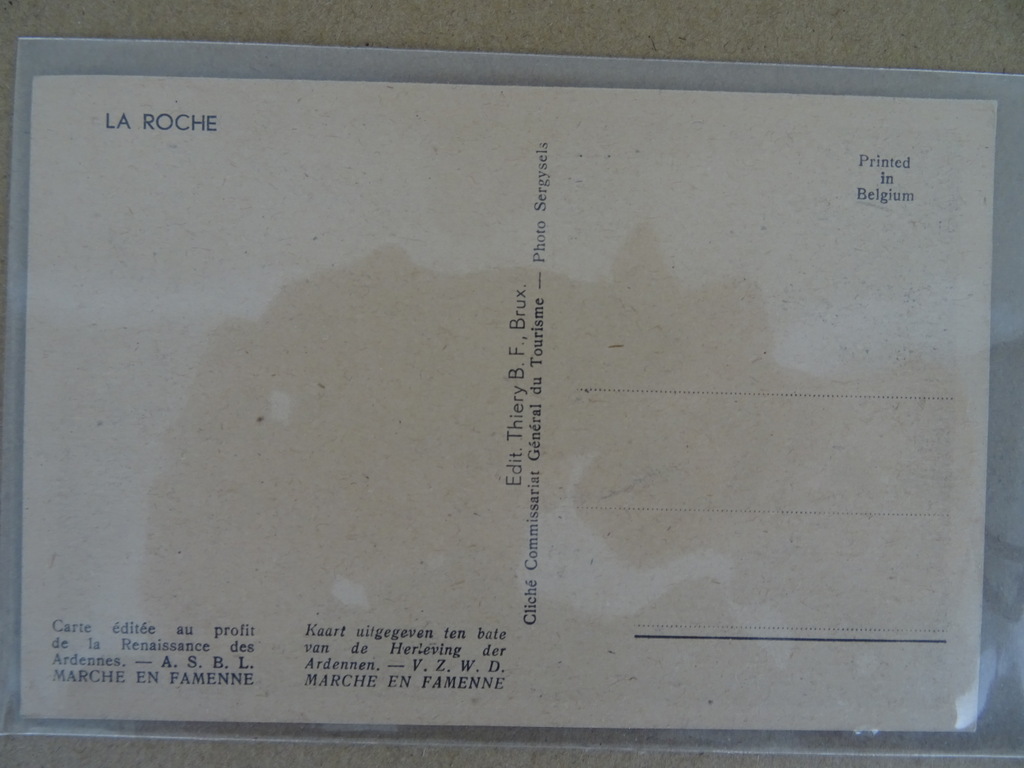 LA ROCHE
Printed
in
Belgium
Edit. Thiery B. F., Brux.
Cliché Commissariat Général du Tourisme — Photo Sergysels
Carte éditée au profit
de la Renaissance des
Ardennes. — A. S. B. L.
MARCHE EN FAMENNE
Kaart uitgegeven ten bate
van de Herleving der
Ardennen. — V. Z. W. D.
MARCHE EN FAMENNE